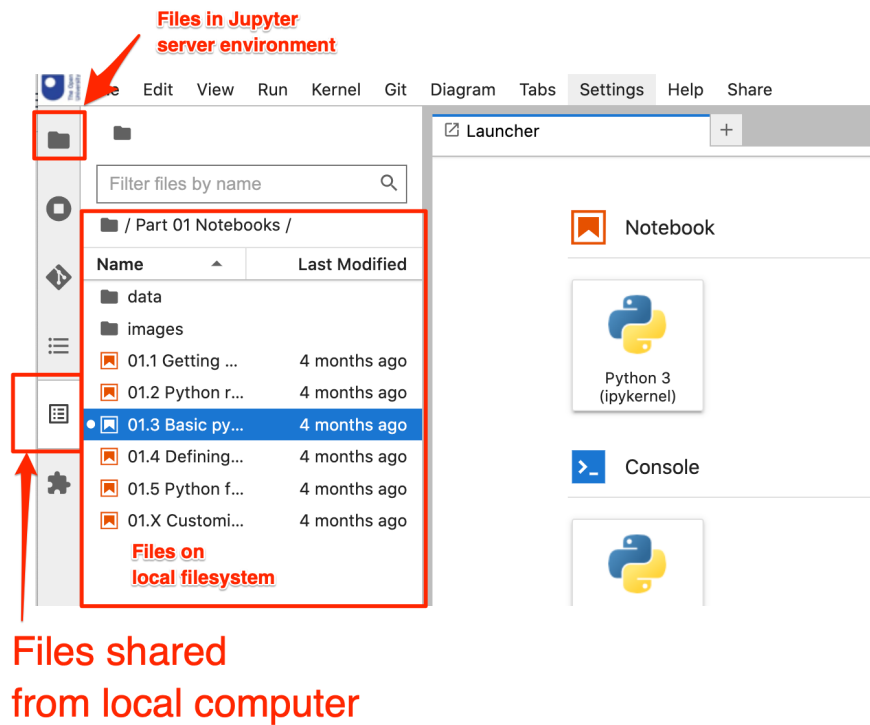 Files in Jupyter
server environment
The Open
University
Edit View Run Kernel Git Diagram Tabs Settings Help Share
Launcher +
Filter files by name
/ Part 01 Notebooks /
Name Last Modified
data
images
01.1 Getting ... 4 months ago
01.2 Python r... 4 months ago
01.3 Basic py... 4 months ago
01.4 Defining... 4 months ago
01.5 Python f... 4 months ago
01.X Customi... 4 months ago
Files on
local filesystem
Notebook
Python 3
(ipykernel)
Console
Files shared
from local computer